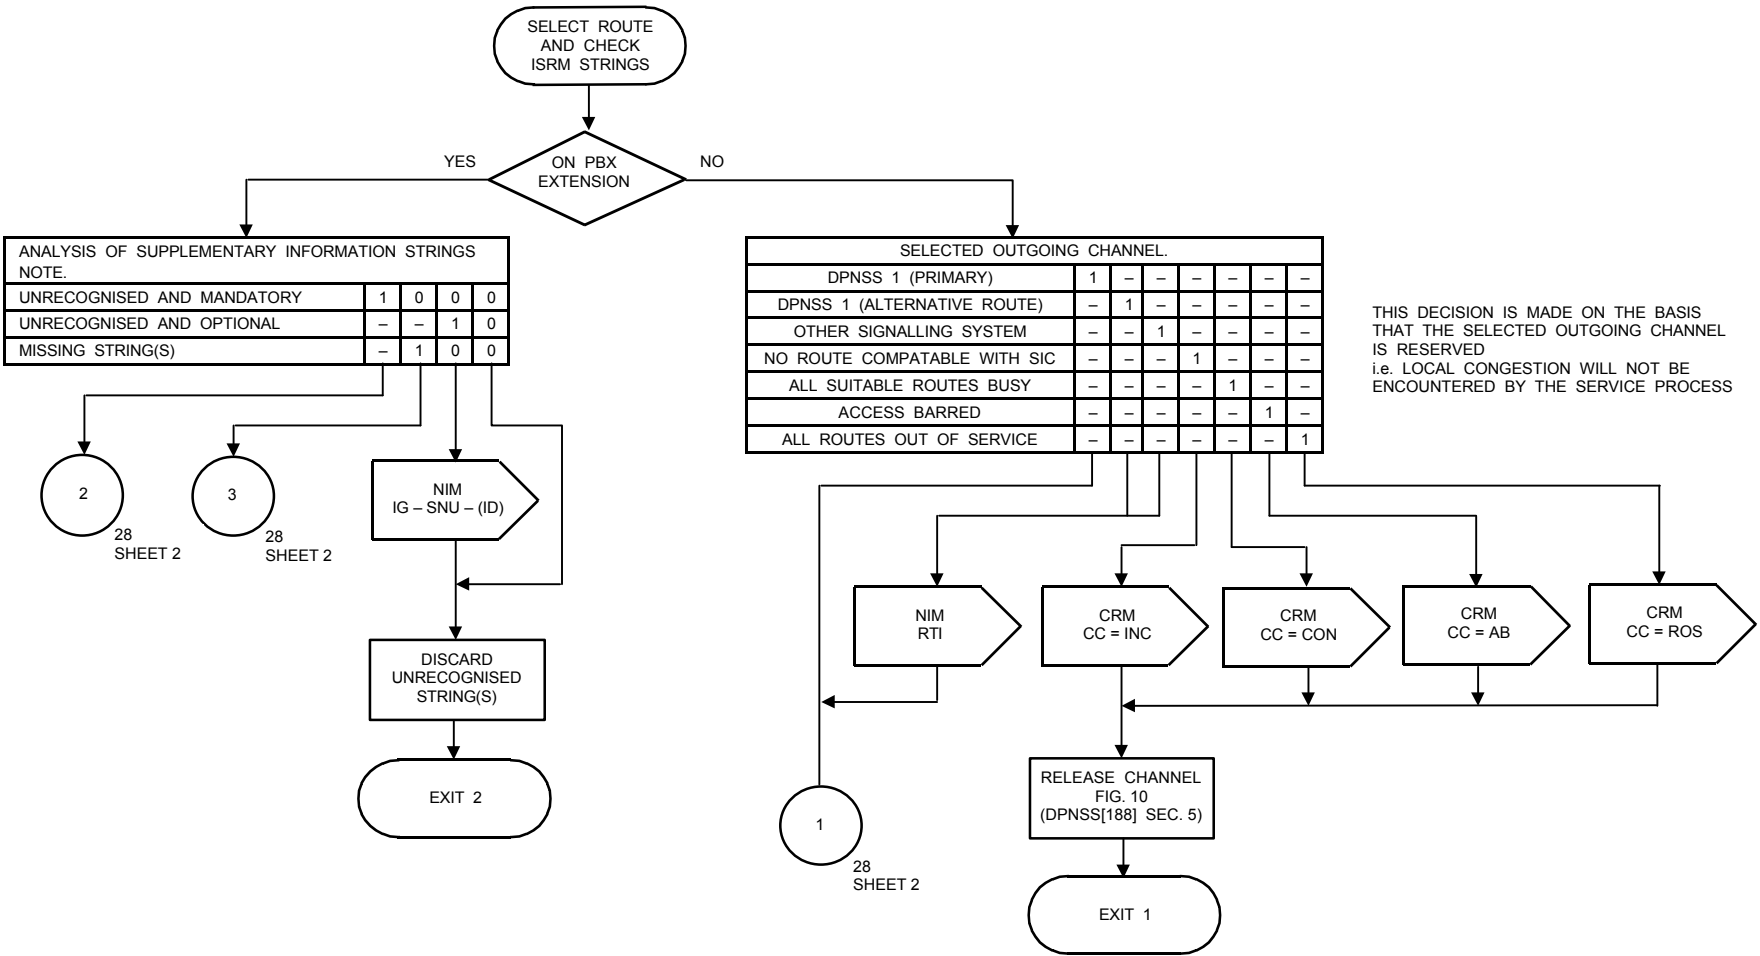 SELECT ROUTE
AND CHECK
ISRM STRINGS
YES
ON PBX
EXTENSION
NO
ANALYSIS OF SUPPLEMENTARY INFORMATION STRINGS
NOTE.
UNRECOGNISED AND MANDATORY 1 0 0 0
UNRECOGNISED AND OPTIONAL – – 1 0
MISSING STRING(S) – 1 0 0
SELECTED OUTGOING CHANNEL.
DPNSS 1 (PRIMARY) 1 – – – – – –
DPNSS 1 (ALTERNATIVE ROUTE) – 1 – – – – –
OTHER SIGNALLING SYSTEM – – 1 – – – –
NO ROUTE COMPATABLE WITH SIC – – – 1 – – –
ALL SUITABLE ROUTES BUSY – – – – 1 – –
ACCESS BARRED – – – – – 1 –
ALL ROUTES OUT OF SERVICE – – – – – – 1
THIS DECISION IS MADE ON THE BASIS
THAT THE SELECTED OUTGOING CHANNEL
IS RESERVED
i.e. LOCAL CONGESTION WILL NOT BE
ENCOUNTERED BY THE SERVICE PROCESS
2
28
SHEET 2
3
28
SHEET 2
NIM
IG – SNU – (ID)
DISCARD
UNRECOGNISED
STRING(S)
EXIT 2
NIM
RTI
CRM
CC = INC
CRM
CC = CON
CRM
CC = AB
CRM
CC = ROS
1
28
SHEET 2
RELEASE CHANNEL
FIG. 10
(DPNSS[188] SEC. 5)
EXIT 1